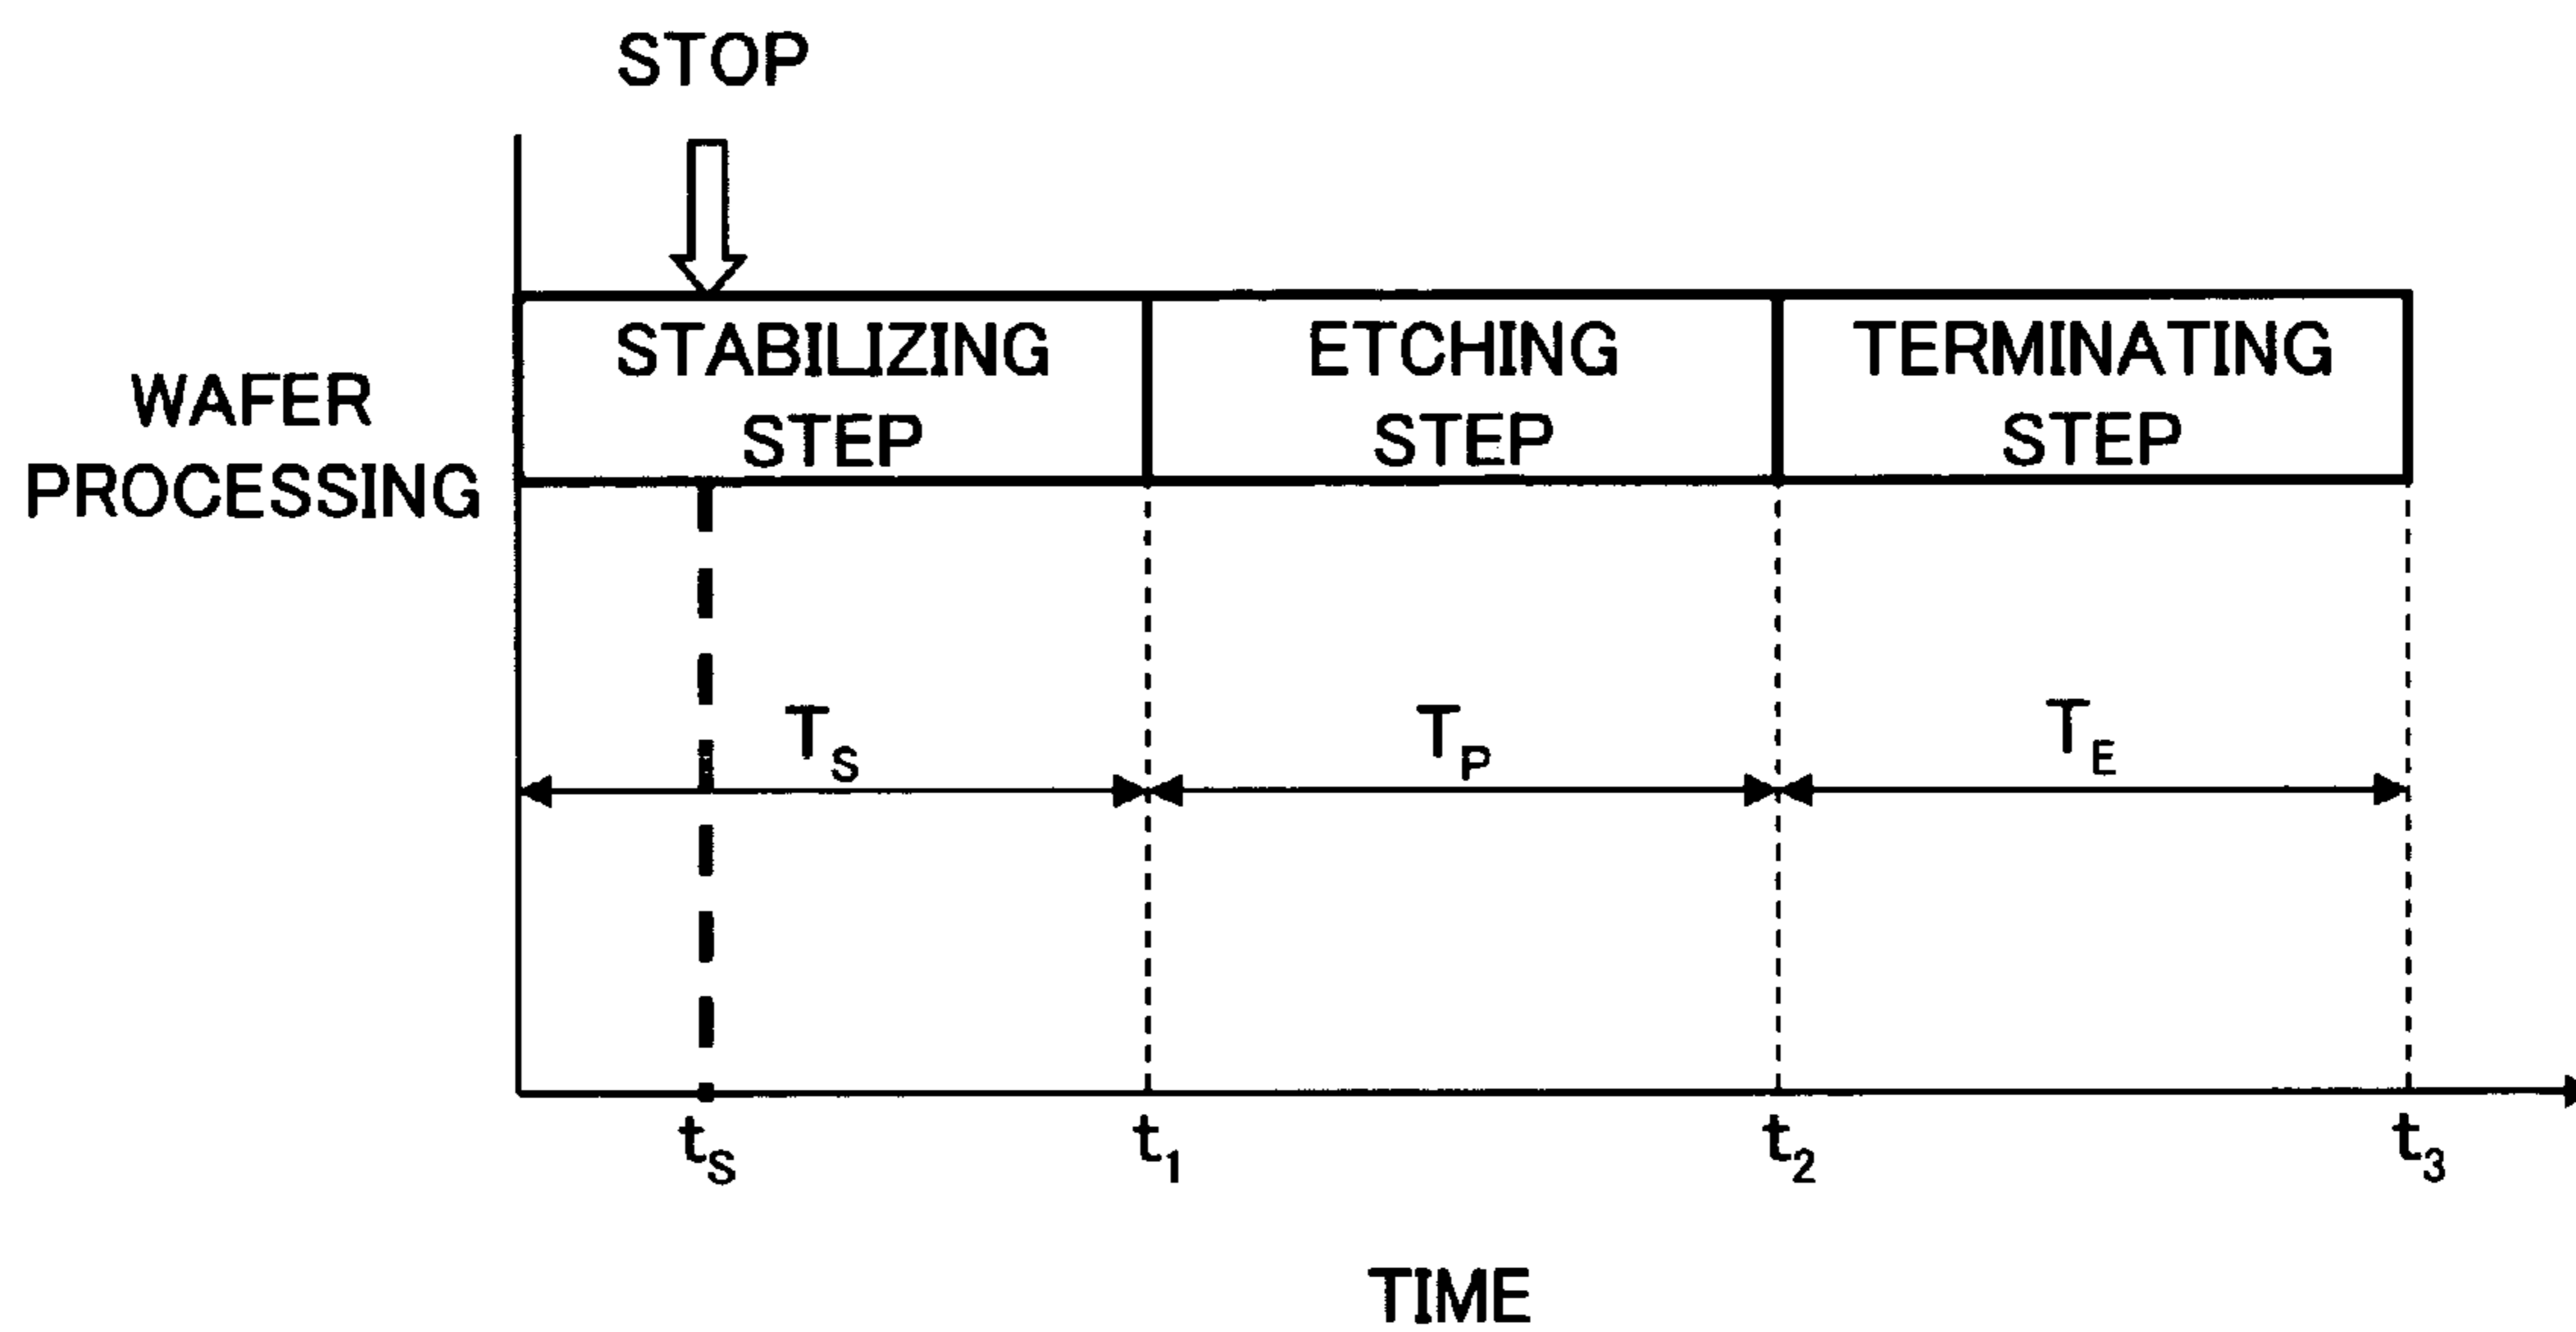 STOP
WAFER
PROCESSING
STABILIZING
STEP
ETCHING
STEP
TERMINATING
STEP
T_S
T_P
T_E
t_S
t_1
t_2
t_3
TIME